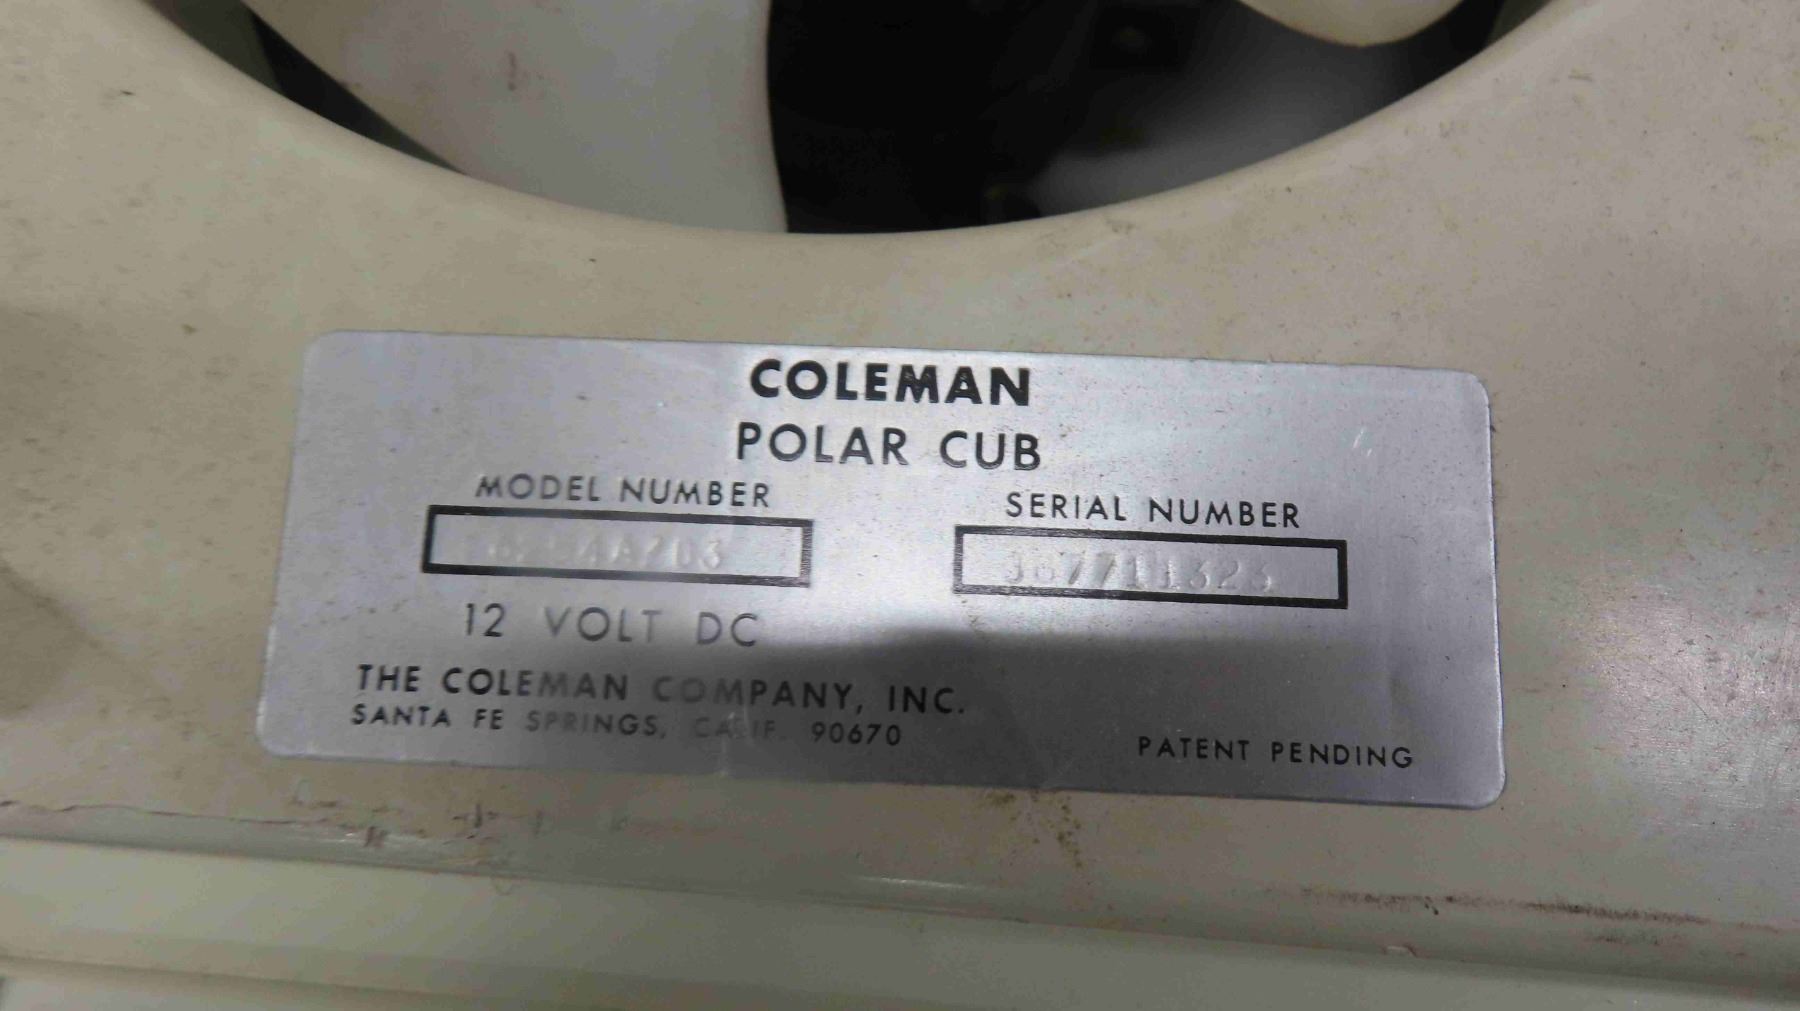 COLEMAN
POLAR CUB
MODEL NUMBER
SERIAL NUMBER
12 VOLT DC
THE COLEMAN COMPANY, INC.
SANTA FE SPRINGS, CALIF. 90670
PATENT PENDING